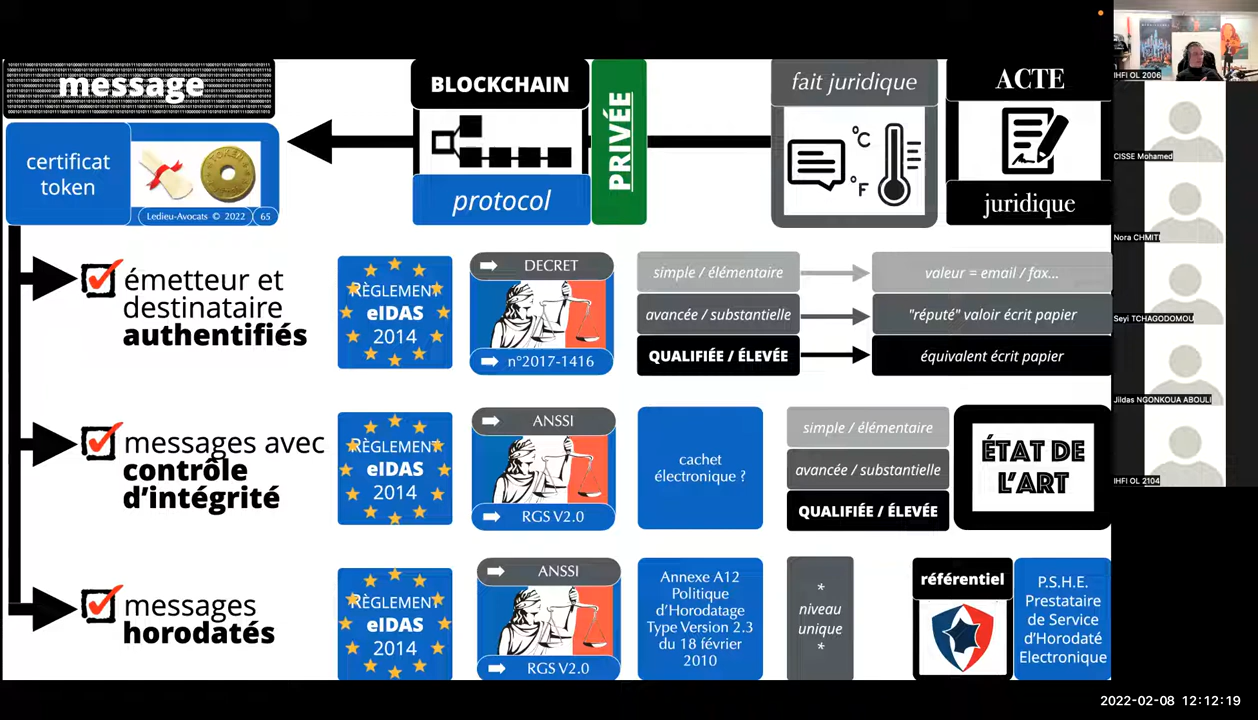 message
BLOCKCHAIN
PRIVÉE
fait juridique
ACTE
certificat
token
TOKEN
Ledieu-Avocats © 2022
65
protocol
°C
°F
juridique
émetteur et
destinataire
authentifiés
RÈGLEMENT
eIDAS
2014
DECRET
n°2017-1416
simple / élémentaire
valeur = email / fax...
avancée / substantielle
"réputé" valoir écrit papier
QUALIFIÉE / ÉLEVÉE
équivalent écrit papier
messages avec
contrôle
d'intégrité
RÈGLEMENT
eIDAS
2014
ANSSI
RGS V2.0
cachet
électronique ?
simple / élémentaire
avancée / substantielle
QUALIFIÉE / ÉLEVÉE
ÉTAT DE
L'ART
messages
horodatés
RÈGLEMENT
eIDAS
2014
ANSSI
RGS V2.0
Annexe A12
Politique
d'Horodatage
Type Version 2.3
du 18 février
2010
*
niveau
unique
*
référentiel
P.S.H.E.
Prestataire
de Service
d'Horodaté
Electronique
IHFI OL 2006
CISSE Mohamed
Nora CHMITI
Seyi TCHAGODOMOU
Jildas NGONKOUA ABOULI
IHFI OL 2104
2022-02-08 12:12:19